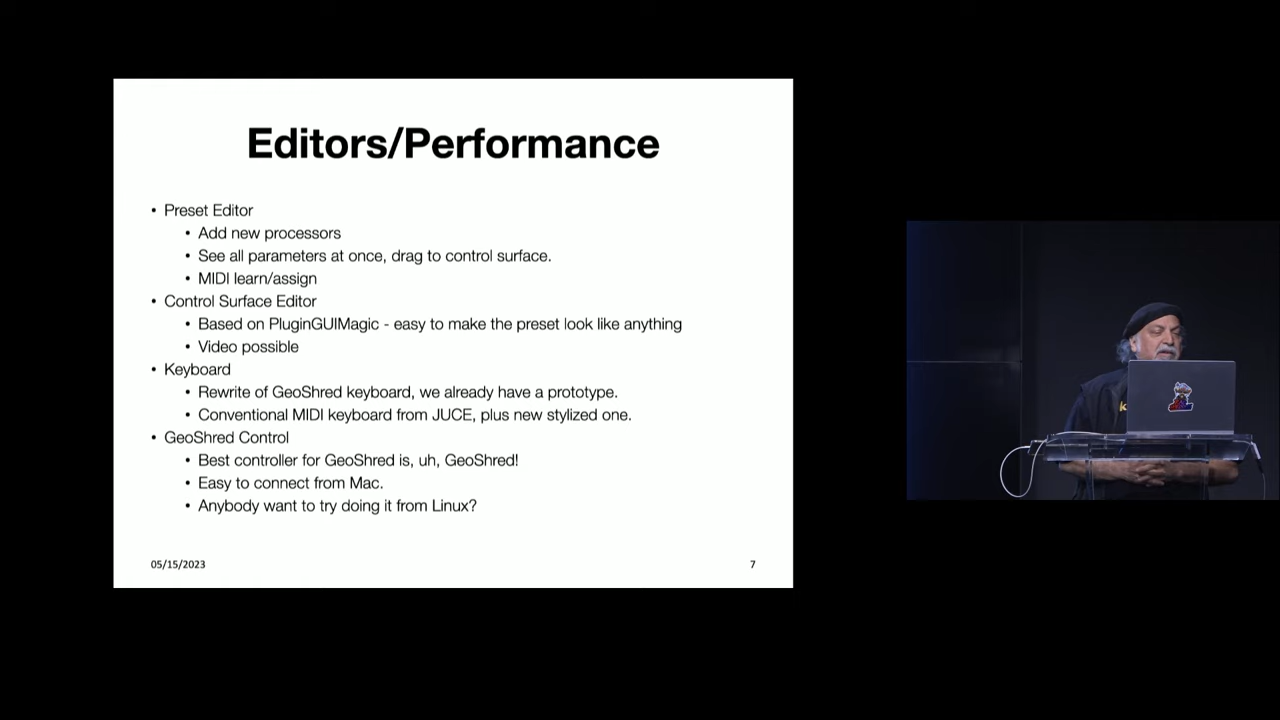 Editors/Performance
• Preset Editor
• Add new processors
• See all parameters at once, drag to control surface.
• MIDI learn/assign
• Control Surface Editor
• Based on PluginGUIMagic - easy to make the preset look like anything
• Video possible
• Keyboard
• Rewrite of GeoShred keyboard, we already have a prototype.
• Conventional MIDI keyboard from JUCE, plus new stylized one.
• GeoShred Control
• Best controller for GeoShred is, uh, GeoShred!
• Easy to connect from Mac.
• Anybody want to try doing it from Linux?
05/15/2023
7